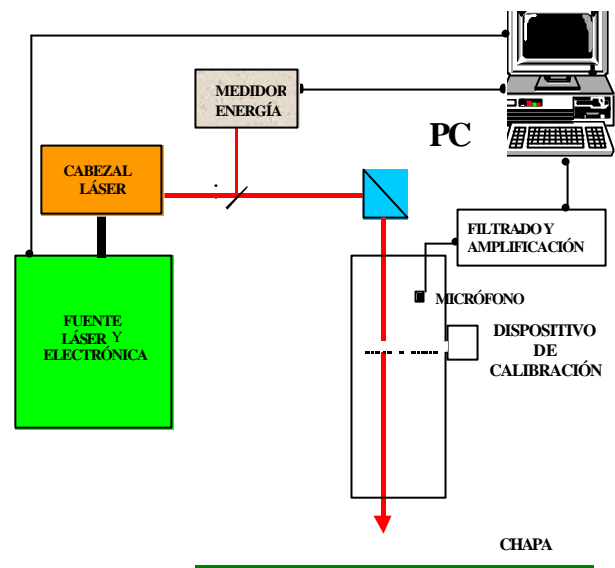 MEDIDOR
ENERGÍA
PC
CABEZAL
LÁSER
FILTRADO Y
AMPLIFICACIÓN
MICRÓFONO
FUENTE
LÁSER Y
ELECTRÓNICA
DISPOSITIVO
DE
CALIBRACIÓN
CHAPA